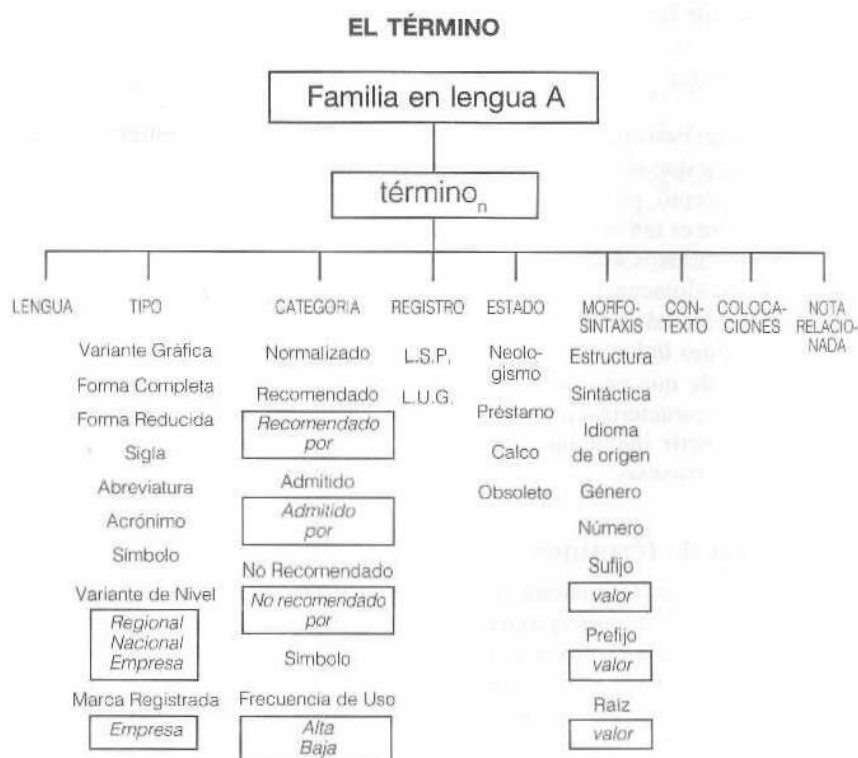 EL TÉRMINO
Familia en lengua A
término n
LENGUA
TIPO
Variante Gráfica
Forma Completa
Forma Reducida
Sigla
Abreviatura
Acrónimo
Símbolo
Variante de Nivel
Regional
Nacional
Empresa
Marca Registrada
Empresa
CATEGORIA
Normalizado
Recomendado
Recomendado
por
Admitido
Admitido
por
No Recomendado
No recomendado
por
Simbolo
Frecuencia de Uso
Alta
Baja
REGISTRO
L.S.P.
L.U.G.
ESTADO
Neolo-
gismo
Préstamo
Calco
Obsoleto
MORFO-
SINTAXIS
Estructura
Sintáctica
Idioma
de origen
Género
Número
Sufijo
valor
Prefijo
valor
Raíz
valor
CON-
TEXTO
COLOCA-
CIONES
NOTA
RELACIO-
NADA